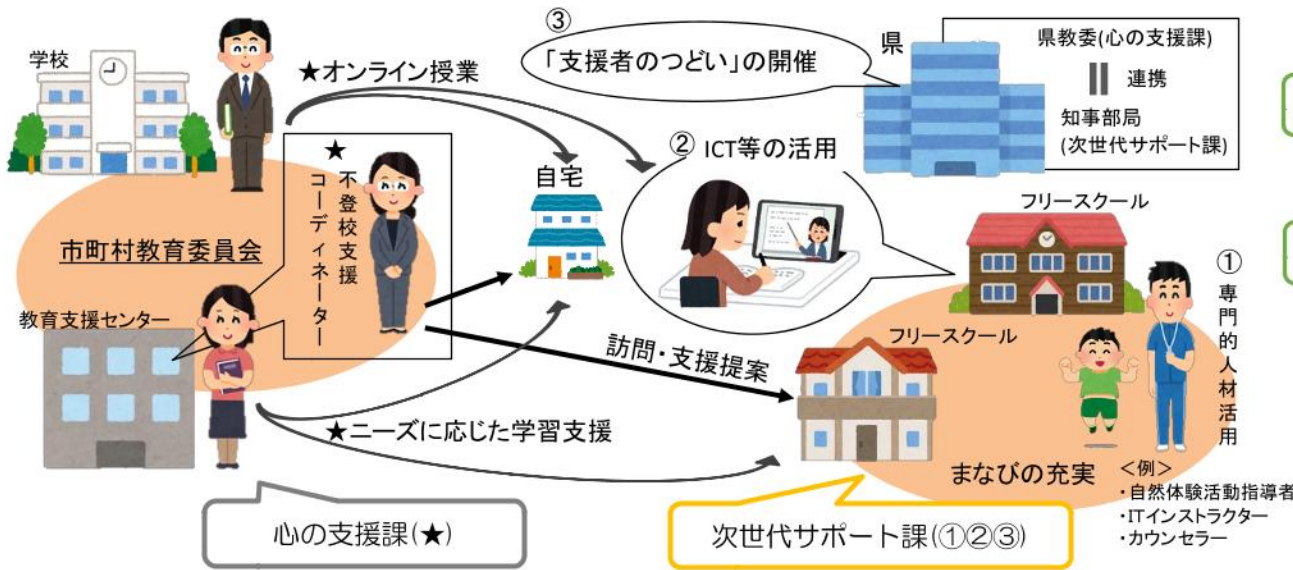 学校
★オンライン授業
③
「支援者のつどい」の開催
県
県教委(心の支援課)
連携
知事部局
(次世代サポート課)
② ICT等の活用
★
不登校支援
コーディネーター
自宅
市町村教育委員会
教育支援センター
フリースクール
フリースクール
①専門的人材活用
訪問・支援提案
★ニーズに応じた学習支援
まなびの充実
<例>
・自然体験活動指導者
・ITインストラクター
・カウンセラー
心の支援課(★)
次世代サポート課(①②③)